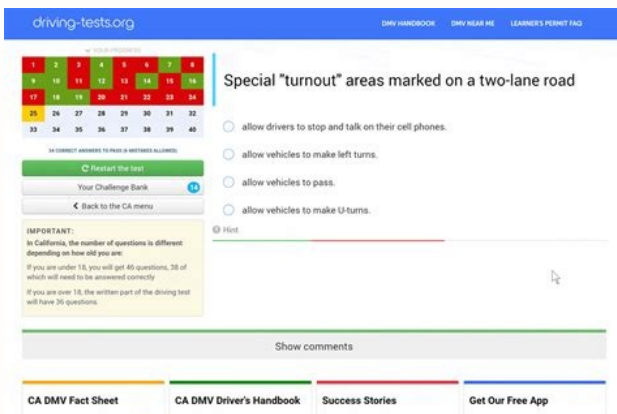 driving-tests.org
DMV HANDBOOK DMV NEAR ME LEARNER'S PERMIT FAQ
YOUR PROGRESS
1 2 3 4 5 6 7 8
9 10 11 12 13 14 15 16
17 18 19 20 21 22 23 24
25 26 27 28 29 30 31 32
33 34 35 36 37 38 39 40
34 CORRECT ANSWERS TO PASS (6 MISTAKES ALLOWED)
Restart the test
Your Challenge Bank 14
Back to the CA menu
IMPORTANT:
In California, the number of questions is different
depending on how old you are:
If you are under 18, you will get 46 questions, 38 of
which will need to be answered correctly
If you are over 18, the written part of the driving test
will have 36 questions.
Special "turnout" areas marked on a two-lane road
allow drivers to stop and talk on their cell phones.
allow vehicles to make left turns.
allow vehicles to pass.
allow vehicles to make U-turns.
Hint
Show comments
CA DMV Fact Sheet CA DMV Driver's Handbook Success Stories Get Our Free App